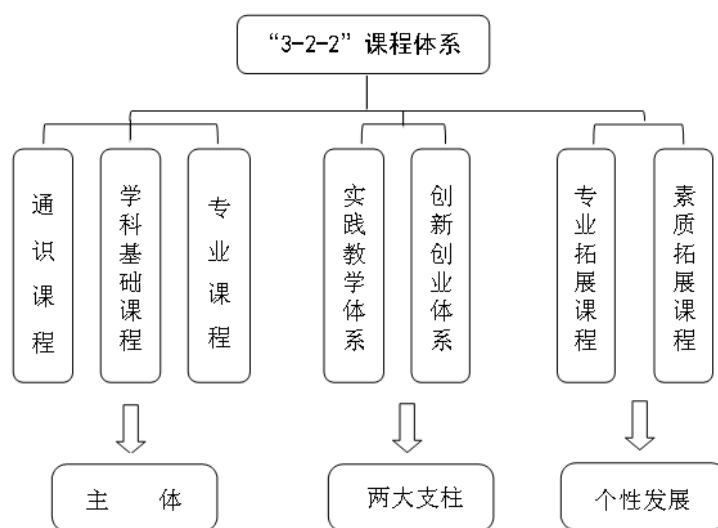 “3-2-2”课程体系
通识课程
学科基础课程
专业课程
实践教学体系
创新创业体系
专业拓展课程
素质拓展课程
主 体
两大支柱
个性发展